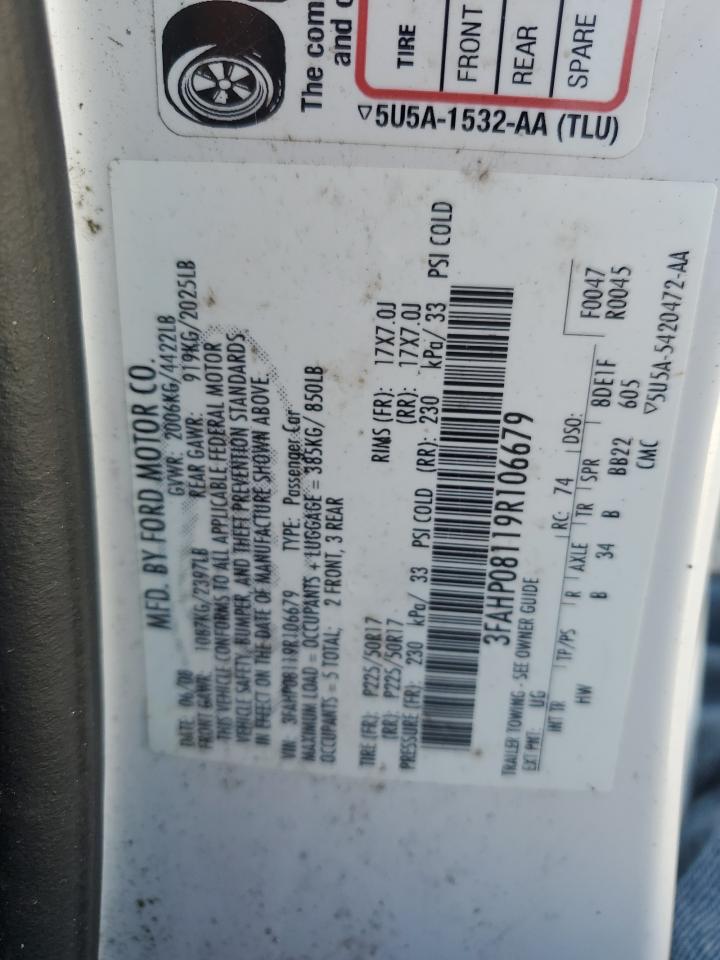 The com
and o
TIRE
FRONT
REAR
SPARE
▽5U5A-1532-AA (TLU)
MFD. BY FORD MOTOR CO.
DATE: 06/08 GVWR: 2006KG/4422LB
FRONT GAWR: 1087KG/2397LB REAR GAWR: 919KG/2025LB
THIS VEHICLE CONFORMS TO ALL APPLICABLE FEDERAL MOTOR
VEHICLE SAFETY, BUMPER, AND THEFT PREVENTION STANDARDS
IN EFFECT ON THE DATE OF MANUFACTURE SHOWN ABOVE.
VIN: 3FAHP08119R106679 TYPE: Passenger Car
MAXIMUM LOAD = OCCUPANTS + LUGGAGE = 385KG/ 850LB
OCCUPANTS = 5 TOTAL: 2 FRONT, 3 REAR
TIRE (FR): P225/50R17 RIMS (FR): 17X7.0J
(RR): P225/50R17 (RR): 17X7.0J
PRESSURE (FR): 230 kPa/ 33 PSI COLD (RR): 230 kPa/ 33 PSI COLD
3FAHP08119R106679
TRAILER TOWING - SEE OWNER GUIDE
EXT PNT: UG RC: 74 DSO: F0047
INT TR TP/PS R AXLE TR SPR R0045
HW B 34 B BB22 8DE1F
605
CMC ▽5U5A-5420472-AA